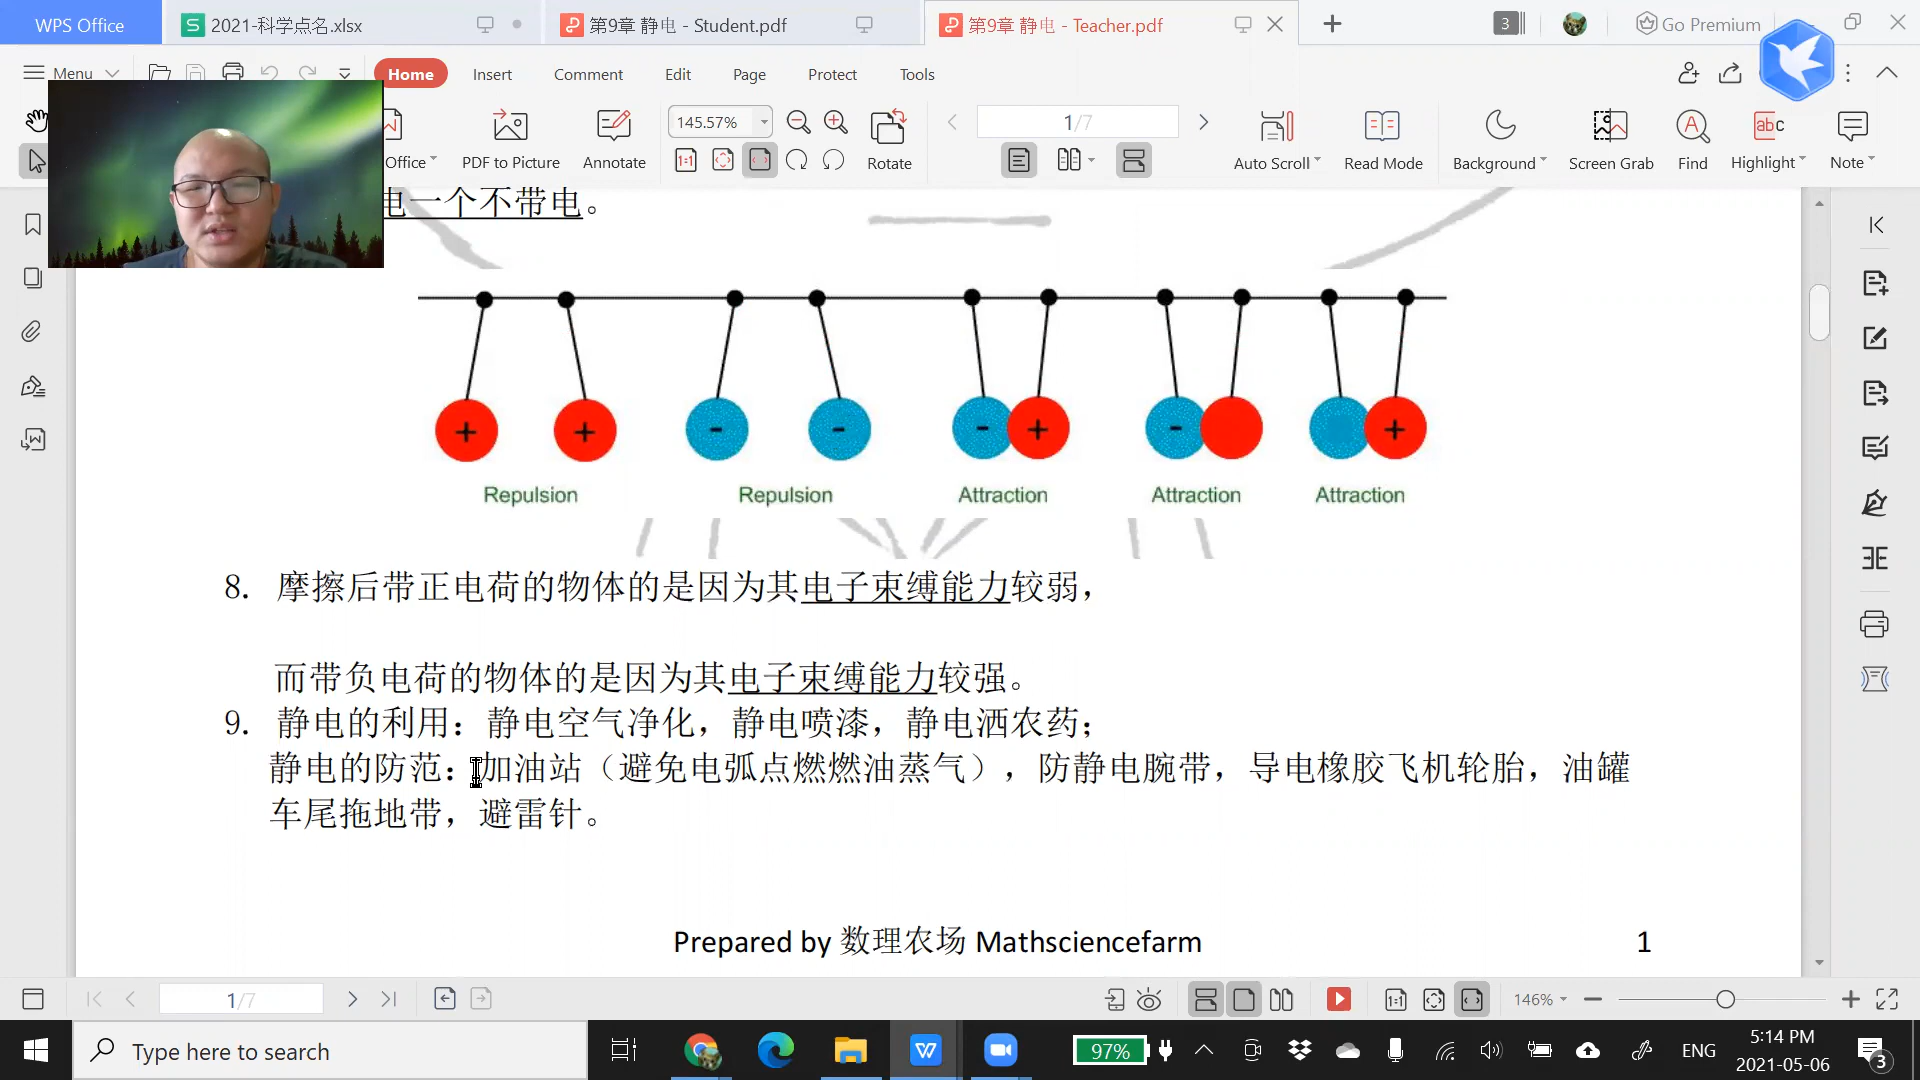 WPS Office
2021-科学点名.xlsx
第9章 静电 - Student.pdf
第9章 静电 - Teacher.pdf
3
Go Premium
Menu
Home
Insert
Comment
Edit
Page
Protect
Tools
Office
PDF to Picture
Annotate
145.57%
1:1
Rotate
1/7
Auto Scroll
Read Mode
Background
Screen Grab
Find
Highlight
Note
电一个不带电。
+ + - - - + - +
Repulsion Repulsion Attraction Attraction Attraction
8. 摩擦后带正电荷的物体的是因为其电子束缚能力较弱，
而带负电荷的物体的是因为其电子束缚能力较强。
9. 静电的利用：静电空气净化，静电喷漆，静电洒农药；
静电的防范：加油站（避免电弧点燃燃油蒸气），防静电腕带，导电橡胶飞机轮胎，油罐
车尾拖地带，避雷针。
Prepared by 数理农场 Mathsciencefarm 1
1/7
1:1
146%
Type here to search
97%
ENG
5:14 PM
2021-05-06
3